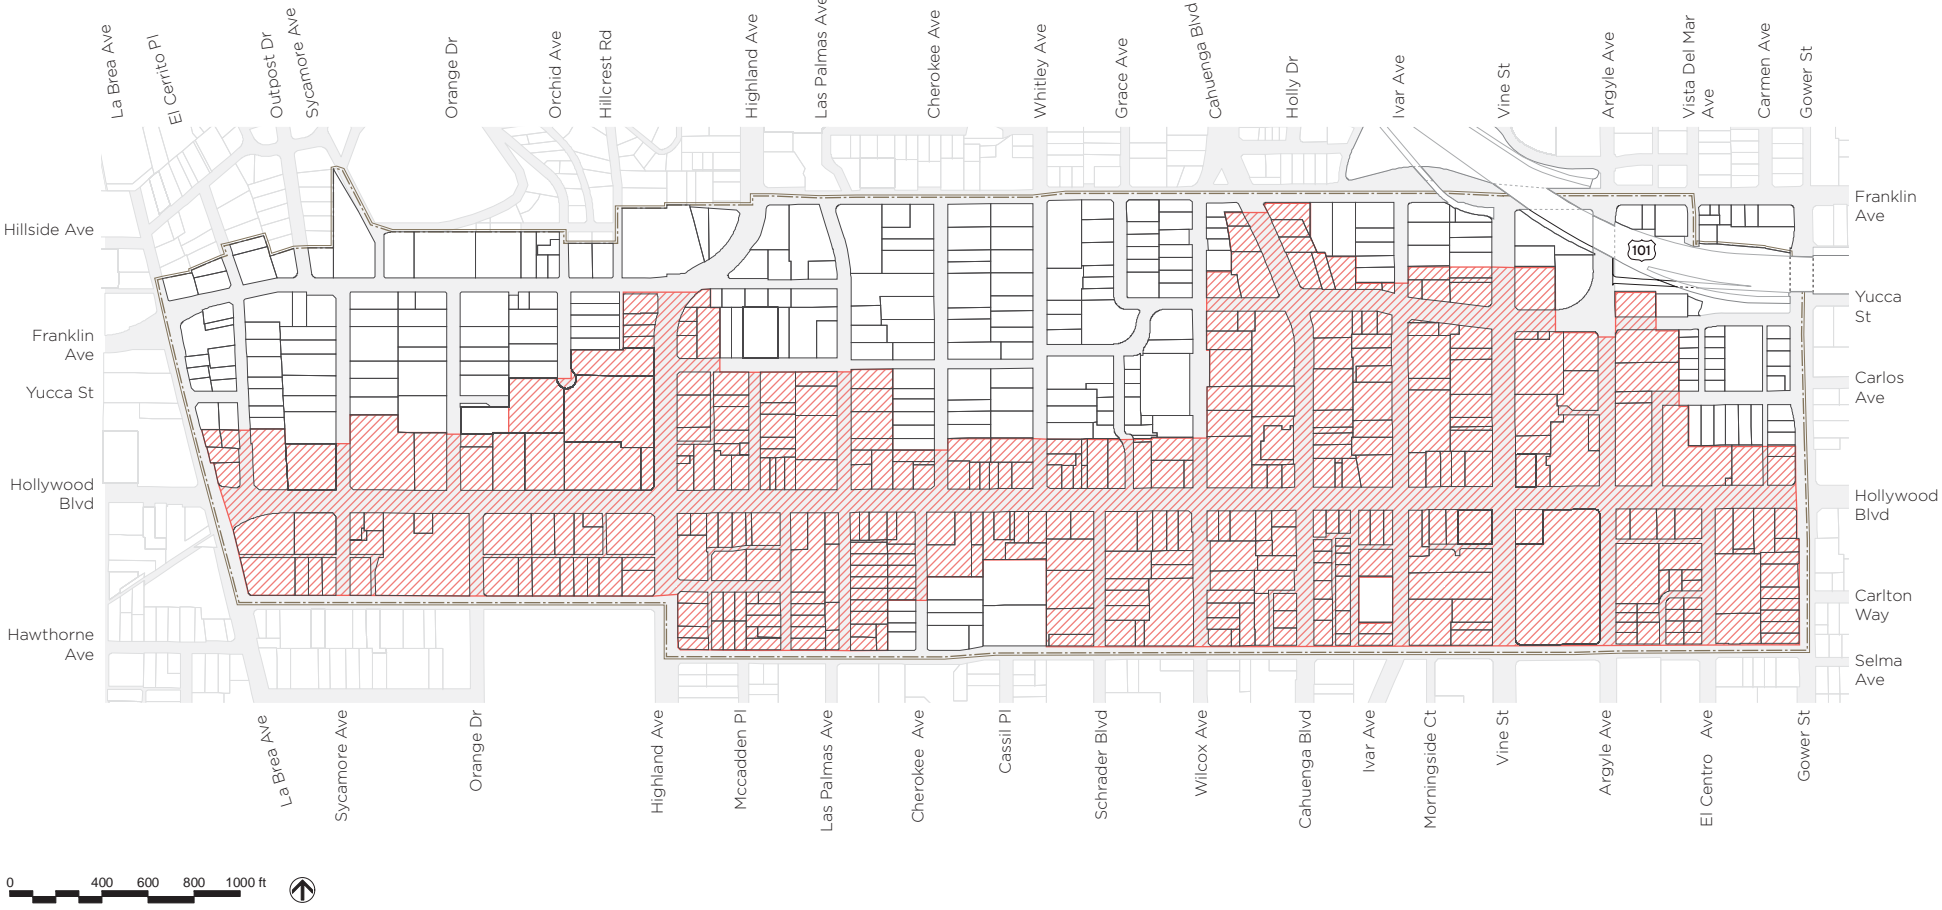 La Brea Ave
El Cerrito Pl
Outpost Dr
Sycamore Ave
Orange Dr
Orchid Ave
Hillcrest Rd
Highland Ave
Las Palmas Ave
Cherokee Ave
Whitley Ave
Grace Ave
Cahuenga Blvd
Holly Dr
Ivar Ave
Vine St
Argyle Ave
Vista Del Mar
Ave
Carmen Ave
Gower St
Hillside Ave
Franklin
Ave
Yucca St
Hollywood
Blvd
Hawthorne
Ave
101
Franklin
Ave
Yucca
St
Carlos
Ave
Hollywood
Blvd
Carlton
Way
Selma
Ave
La Brea Ave
Sycamore Ave
Orange Dr
Highland Ave
Mccadden Pl
Las Palmas Ave
Cherokee Ave
Cassil Pl
Schrader Blvd
Wilcox Ave
Cahuenga Blvd
Ivar Ave
Morningside Ct
Vine St
Argyle Ave
El Centro Ave
Gower St
0 400 600 800 1000 ft